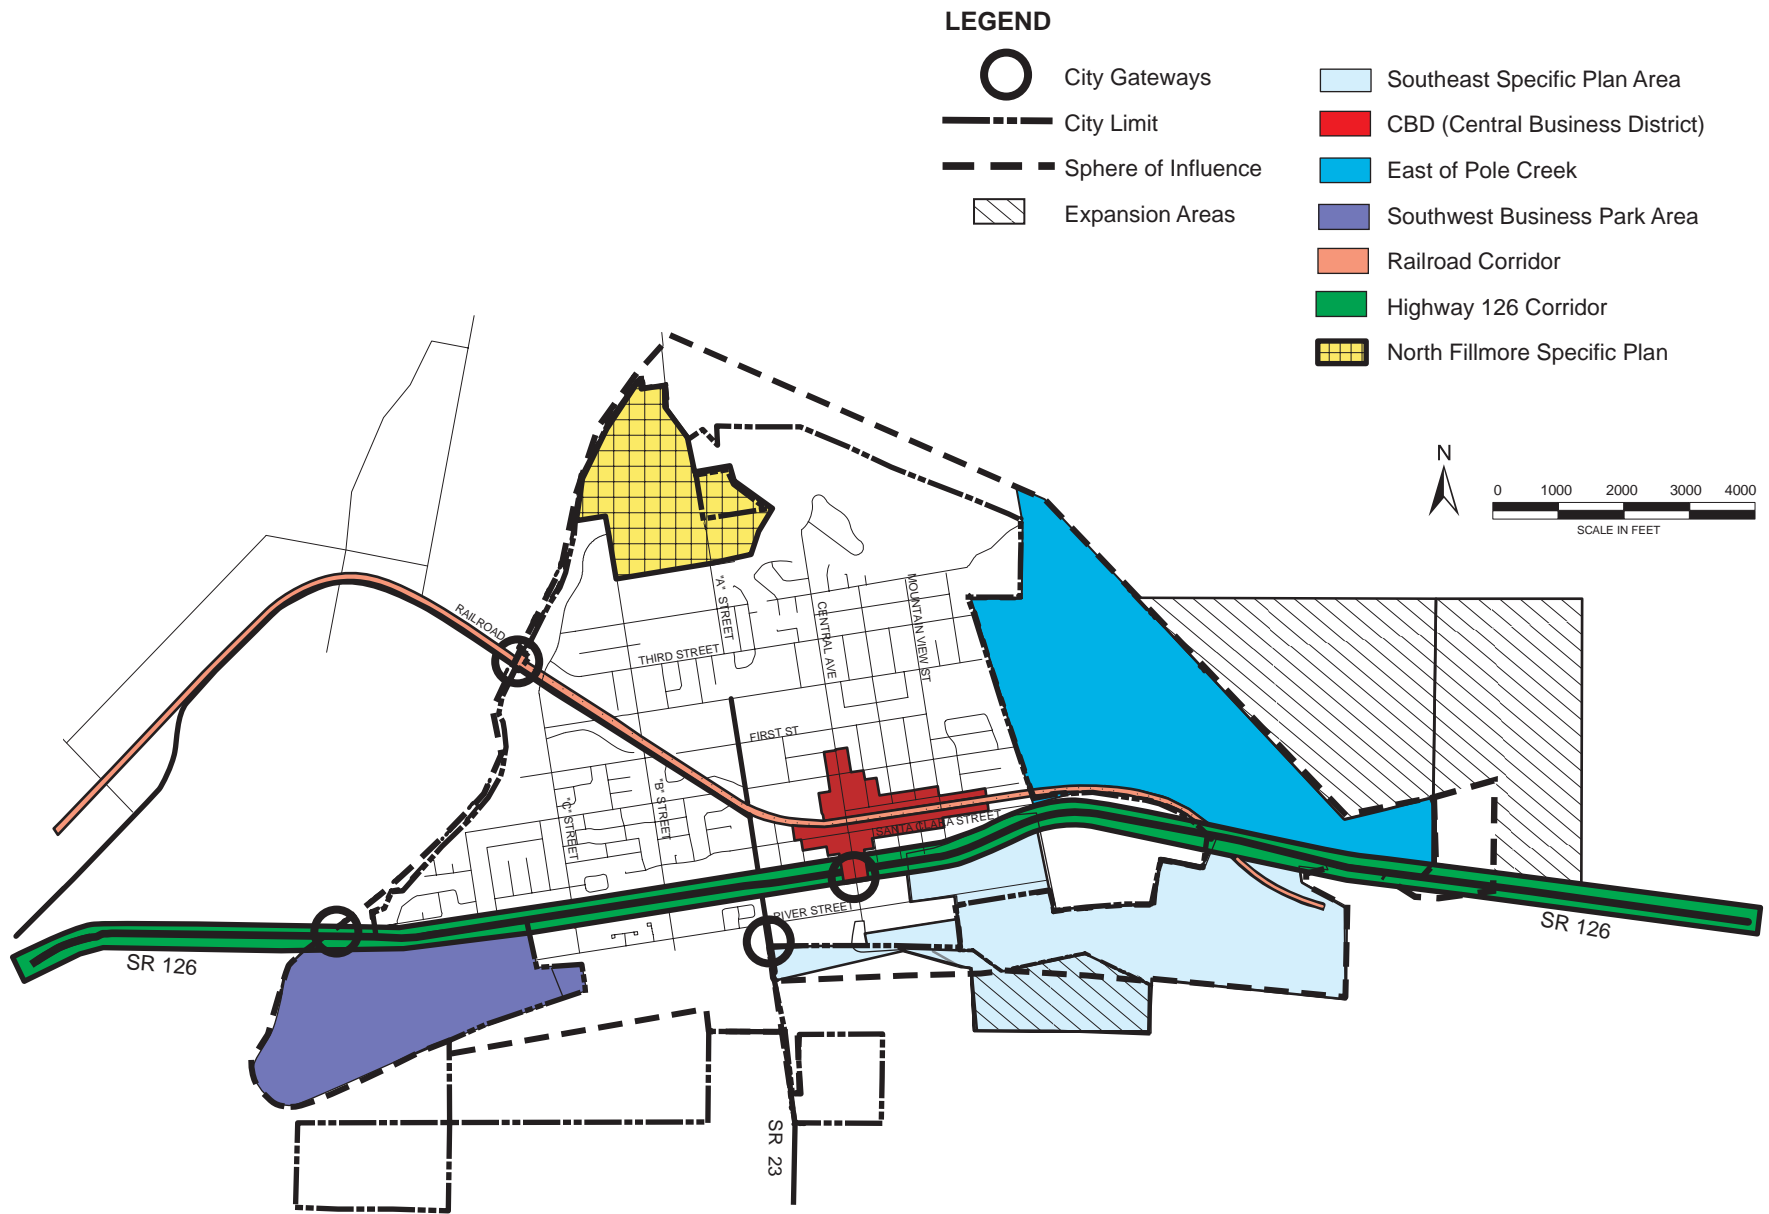 LEGEND
City Gateways
City Limit
Sphere of Influence
Expansion Areas
Southeast Specific Plan Area
CBD (Central Business District)
East of Pole Creek
Southwest Business Park Area
Railroad Corridor
Highway 126 Corridor
North Fillmore Specific Plan
N
0 1000 2000 3000 4000
SCALE IN FEET
RAILROAD
"A" STREET
CENTRAL AVE
MOUNTAIN VIEW ST
THIRD STREET
FIRST ST
"C" STREET
"B" STREET
SANTA CLARA STREET
RIVER STREET
SR 126
SR 126
SR 23